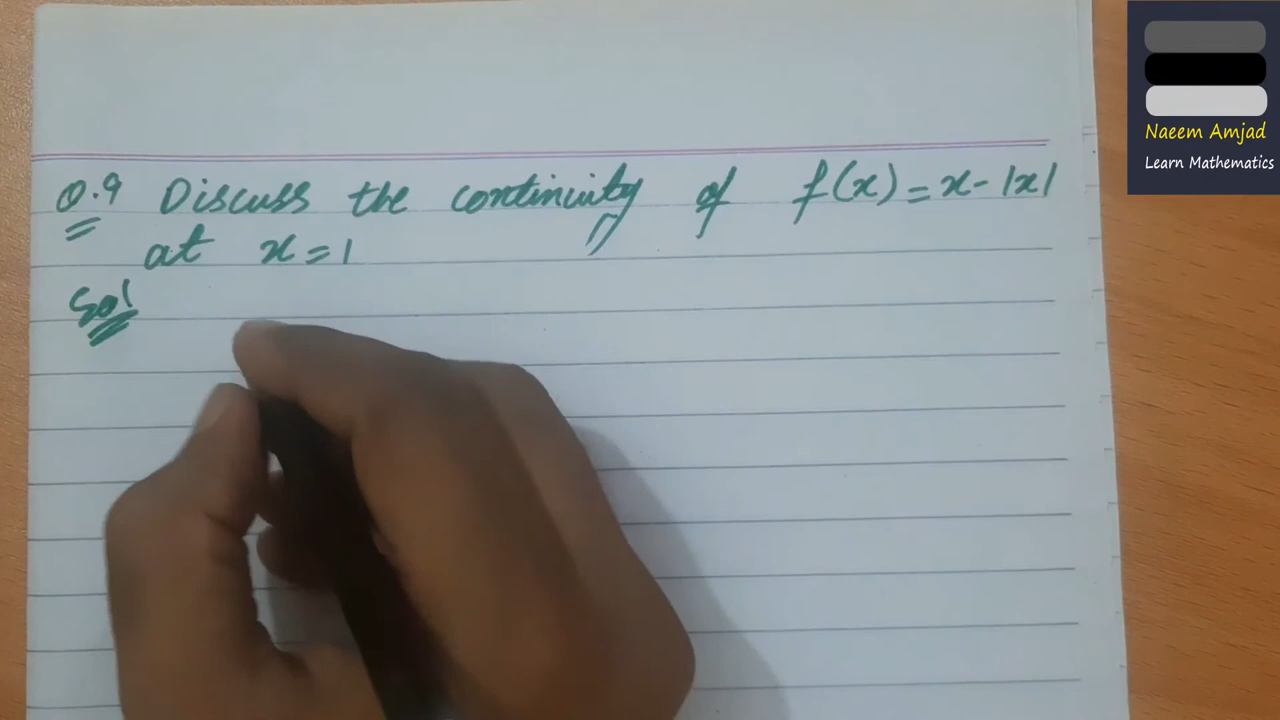 Q.9 Discuss the continuity of f(x) = x - |x|
at x = 1
Sol
Naeem Amjad
Learn Mathematics